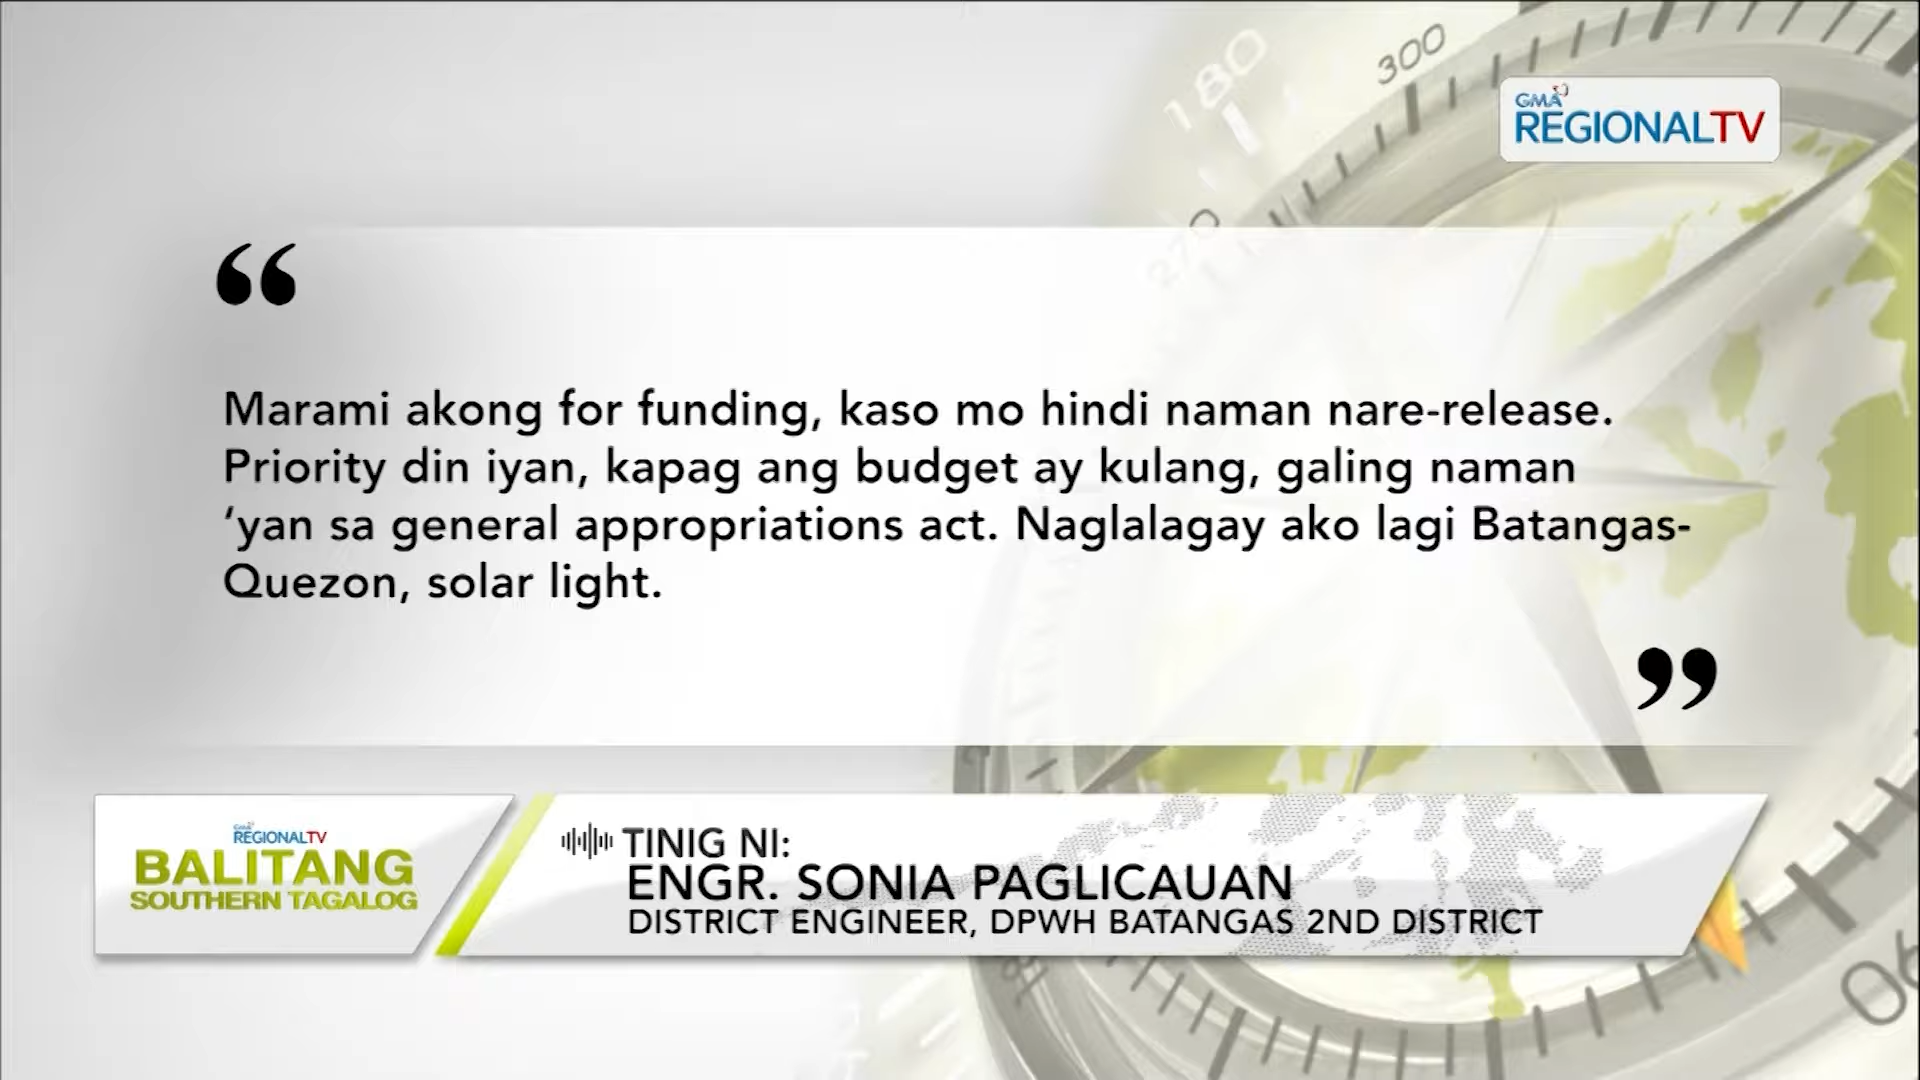 180
300
270
GMA
REGIONALTV
“
Marami akong for funding, kaso mo hindi naman nare-release.
Priority din iyan, kapag ang budget ay kulang, galing naman
‘yan sa general appropriations act. Naglalagay ako lagi Batangas-
Quezon, solar light.
”
GMA
REGIONALTV
BALITANG
SOUTHERN TAGALOG
TINIG NI:
ENGR. SONIA PAGLICAUAN
DISTRICT ENGINEER, DPWH BATANGAS 2ND DISTRICT